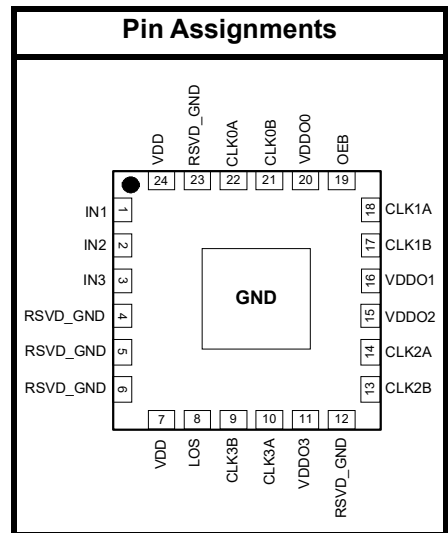 Pin Assignments
VDD
RSVD_GND
CLK0A
CLK0B
VDDO0
OEB
24
23
22
21
20
19
IN1
1
IN2
2
IN3
3
RSVD_GND
4
RSVD_GND
5
RSVD_GND
6
GND
18
CLK1A
17
CLK1B
16
VDDO1
15
VDDO2
14
CLK2A
13
CLK2B
7
8
9
10
11
12
VDD
LOS
CLK3B
CLK3A
VDDO3
RSVD_GND